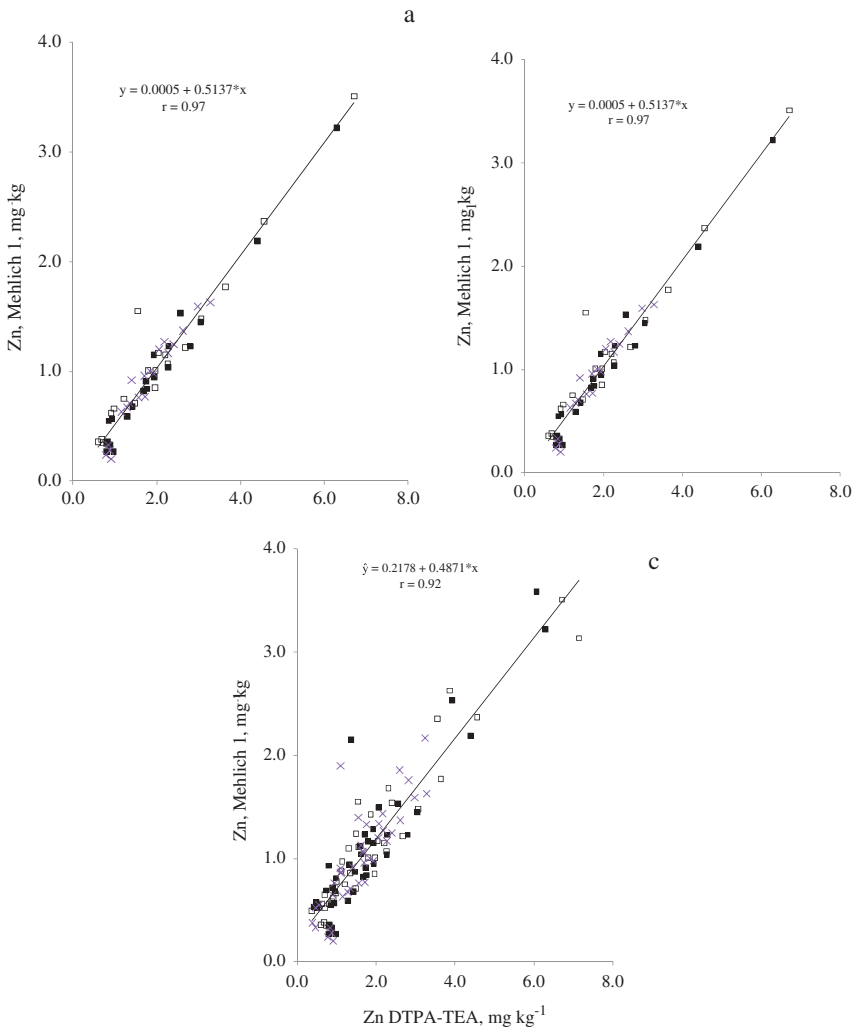 a
4.0
3.0
2.0
1.0
0.0
0.0 2.0 4.0 6.0 8.0
Zn, Mehlich 1, mg·kg
y = 0.0005 + 0.5137*x
r = 0.97
4.0
3.0
2.0
1.0
0.0
0.0 2.0 4.0 6.0 8.0
Zn, Mehlich 1, mg1kg
y = 0.0005 + 0.5137*x
r = 0.97
c
4.0
3.0
2.0
1.0
0.0
0.0 2.0 4.0 6.0 8.0
Zn, Mehlich 1, mg·kg
ŷ = 0.2178 + 0.4871*x
r = 0.92
Zn DTPA-TEA, mg kg-1